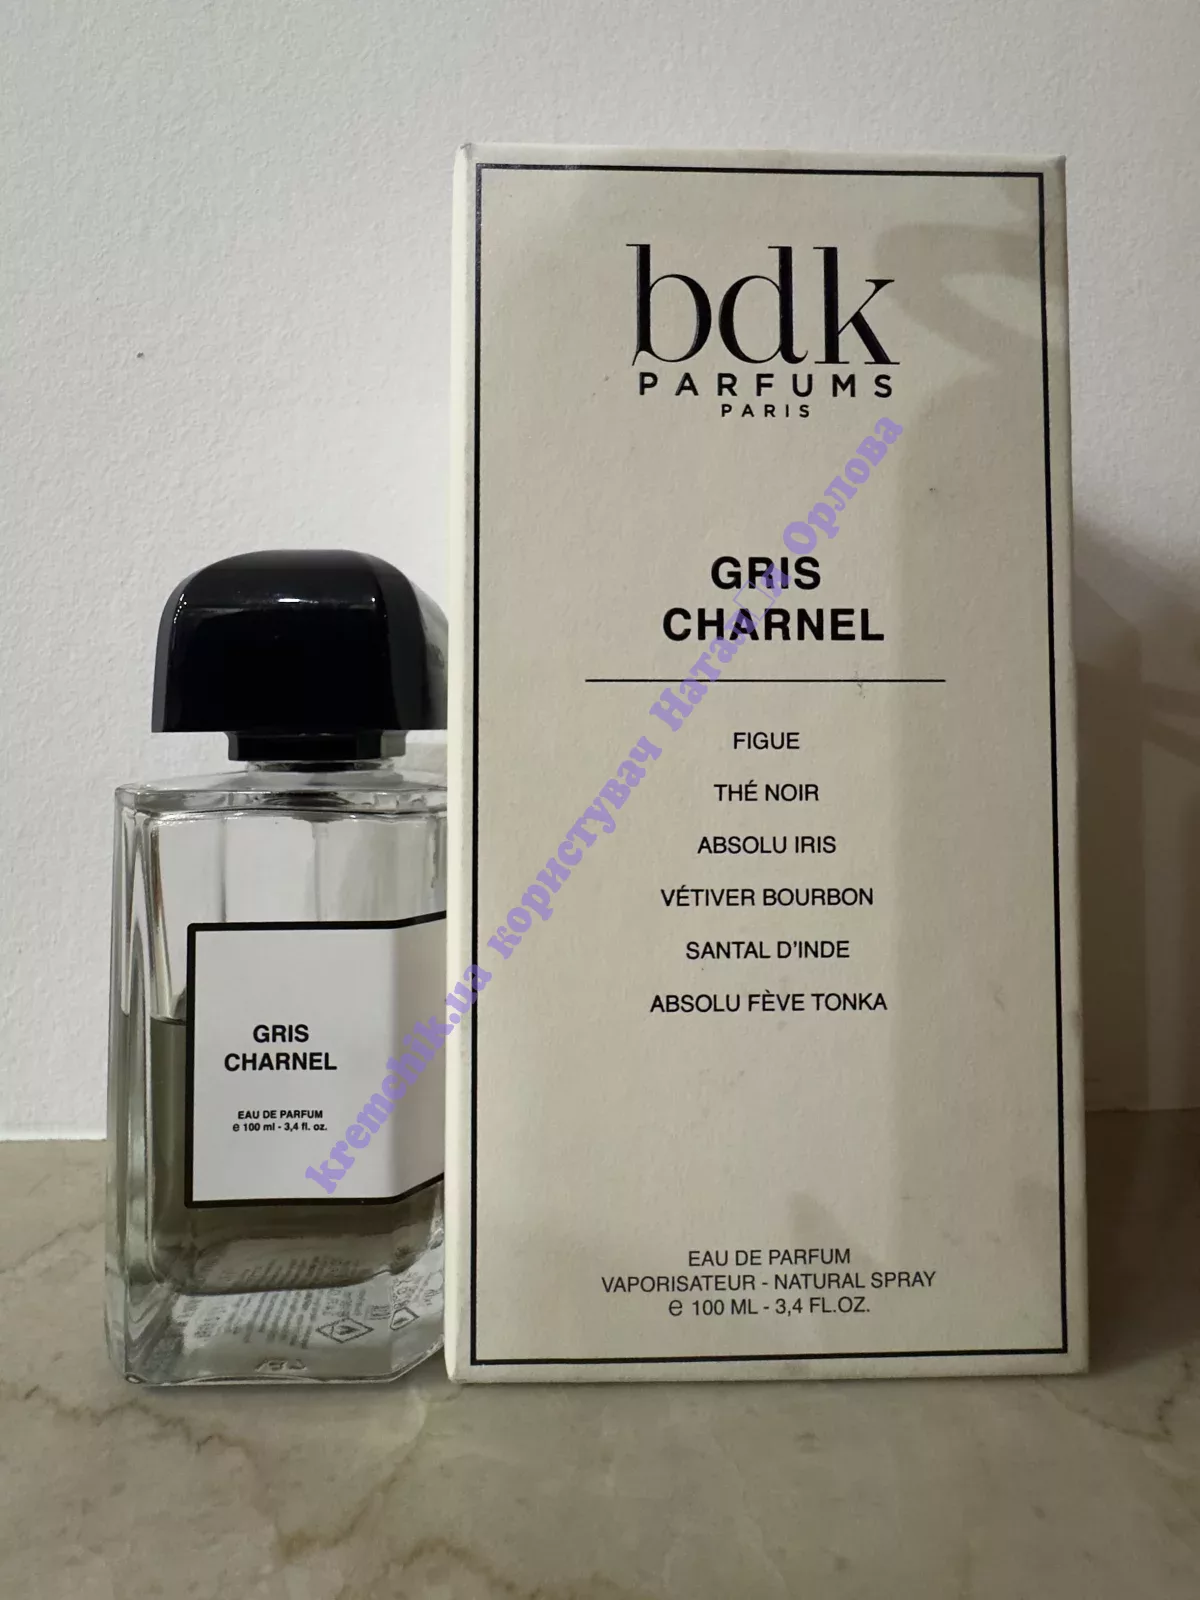 bdk
PARFUMS
PARIS
GRIS
CHARNEL
FIGUE
THÉ NOIR
ABSOLU IRIS
VÉTIVER BOURBON
SANTAL D'INDE
ABSOLU FÈVE TONKA
EAU DE PARFUM
VAPORISATEUR - NATURAL SPRAY
e 100 ML - 3,4 FL.OZ.
GRIS
CHARNEL
EAU DE PARFUM
e 100 ml - 3,4 fl. oz.
kremchik.ua користувач Натал□я Орлова